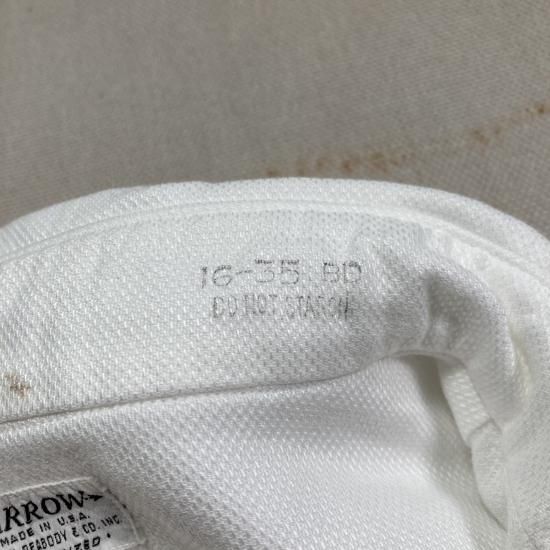 16-35 BD
DO NOT STARCH
ARROW
MADE IN U.S.A.
PEABODY & CO. INC.